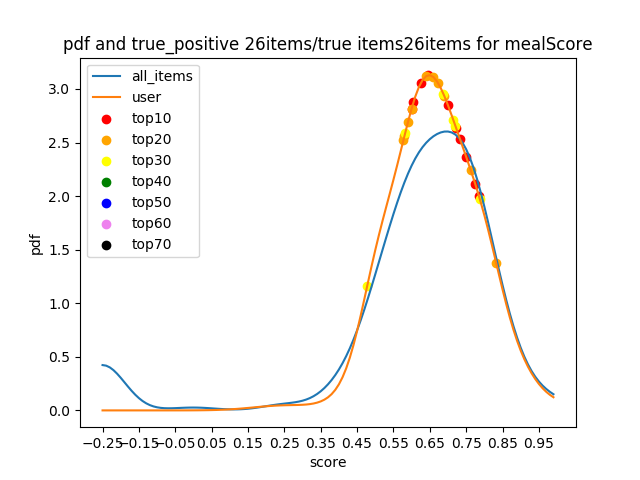 pdf and true_positive 26items/true items26items for mealScore
all_items
user
top10
top20
top30
top40
top50
top60
top70
pdf
3.0
2.5
2.0
1.5
1.0
0.5
0.0
−0.25 −0.15 −0.05 0.05 0.15 0.25 0.35 0.45 0.55 0.65 0.75 0.85 0.95
score